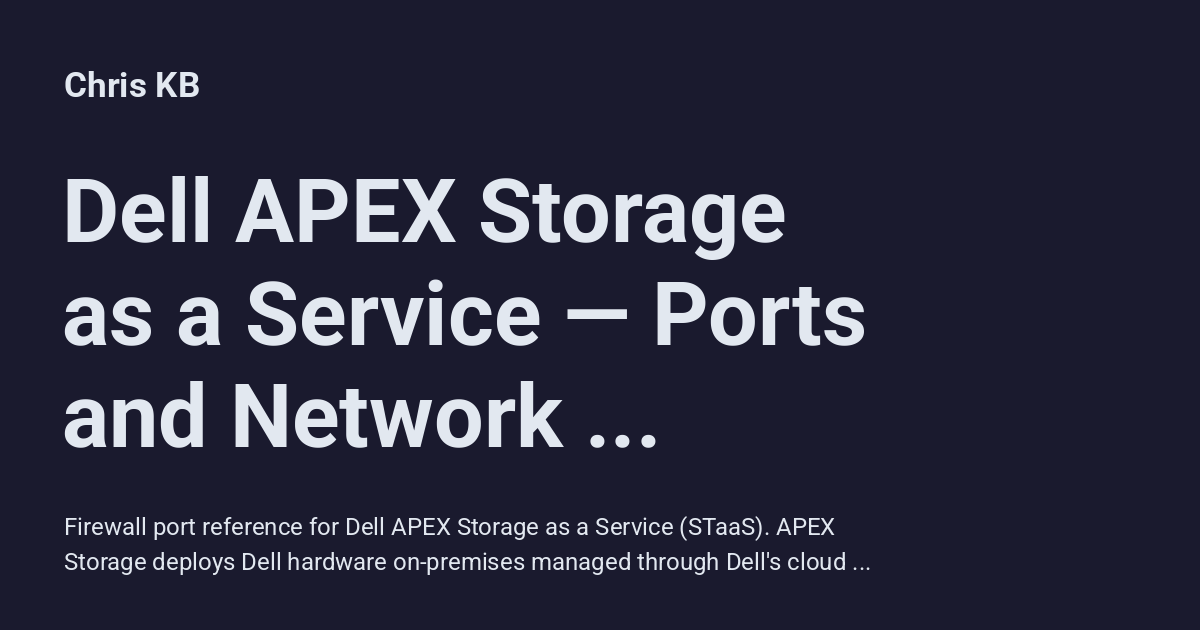 Chris KB
Dell APEX Storage
as a Service — Ports
and Network ...
Firewall port reference for Dell APEX Storage as a Service (STaaS). APEX
Storage deploys Dell hardware on-premises managed through Dell's cloud ...